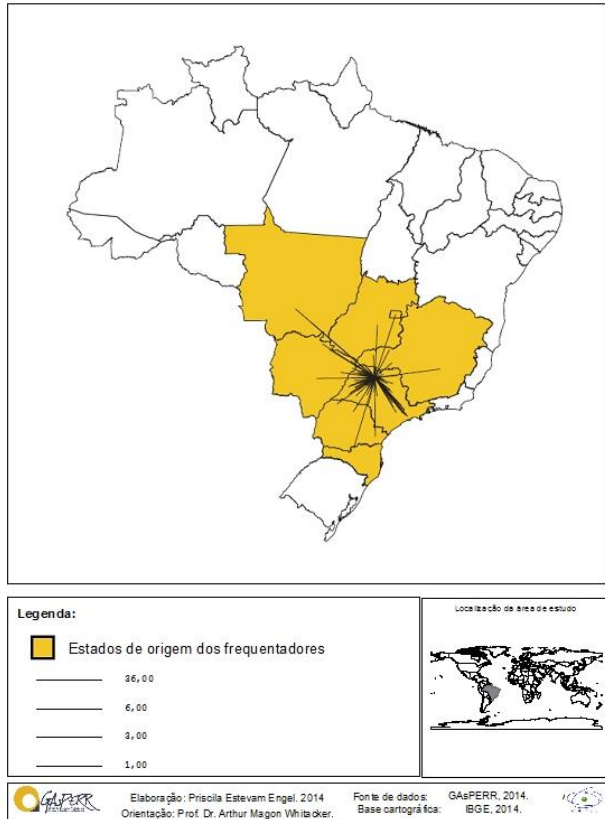 Legenda:
Estados de origem dos frequentadores
36,00
6,00
3,00
1,00
Localização da área de estudo
GAsPERR
Elaboração: Priscila Estevam Engel. 2014
Orientação: Prof. Dr. Arthur Magon Whitacker.
Fonte de dados: GAsPERR, 2014.
Base cartográfica: IBGE, 2014.